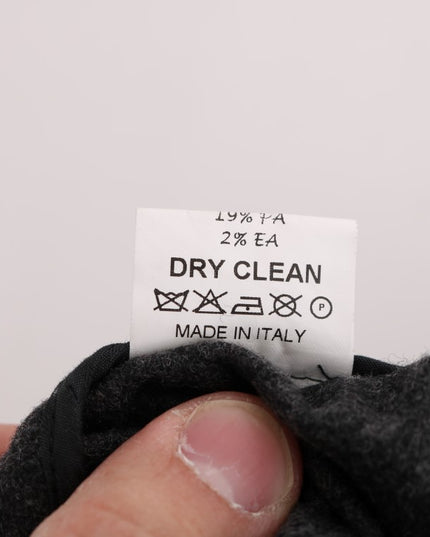 19% PA
2% EA
DRY CLEAN
P
MADE IN ITALY